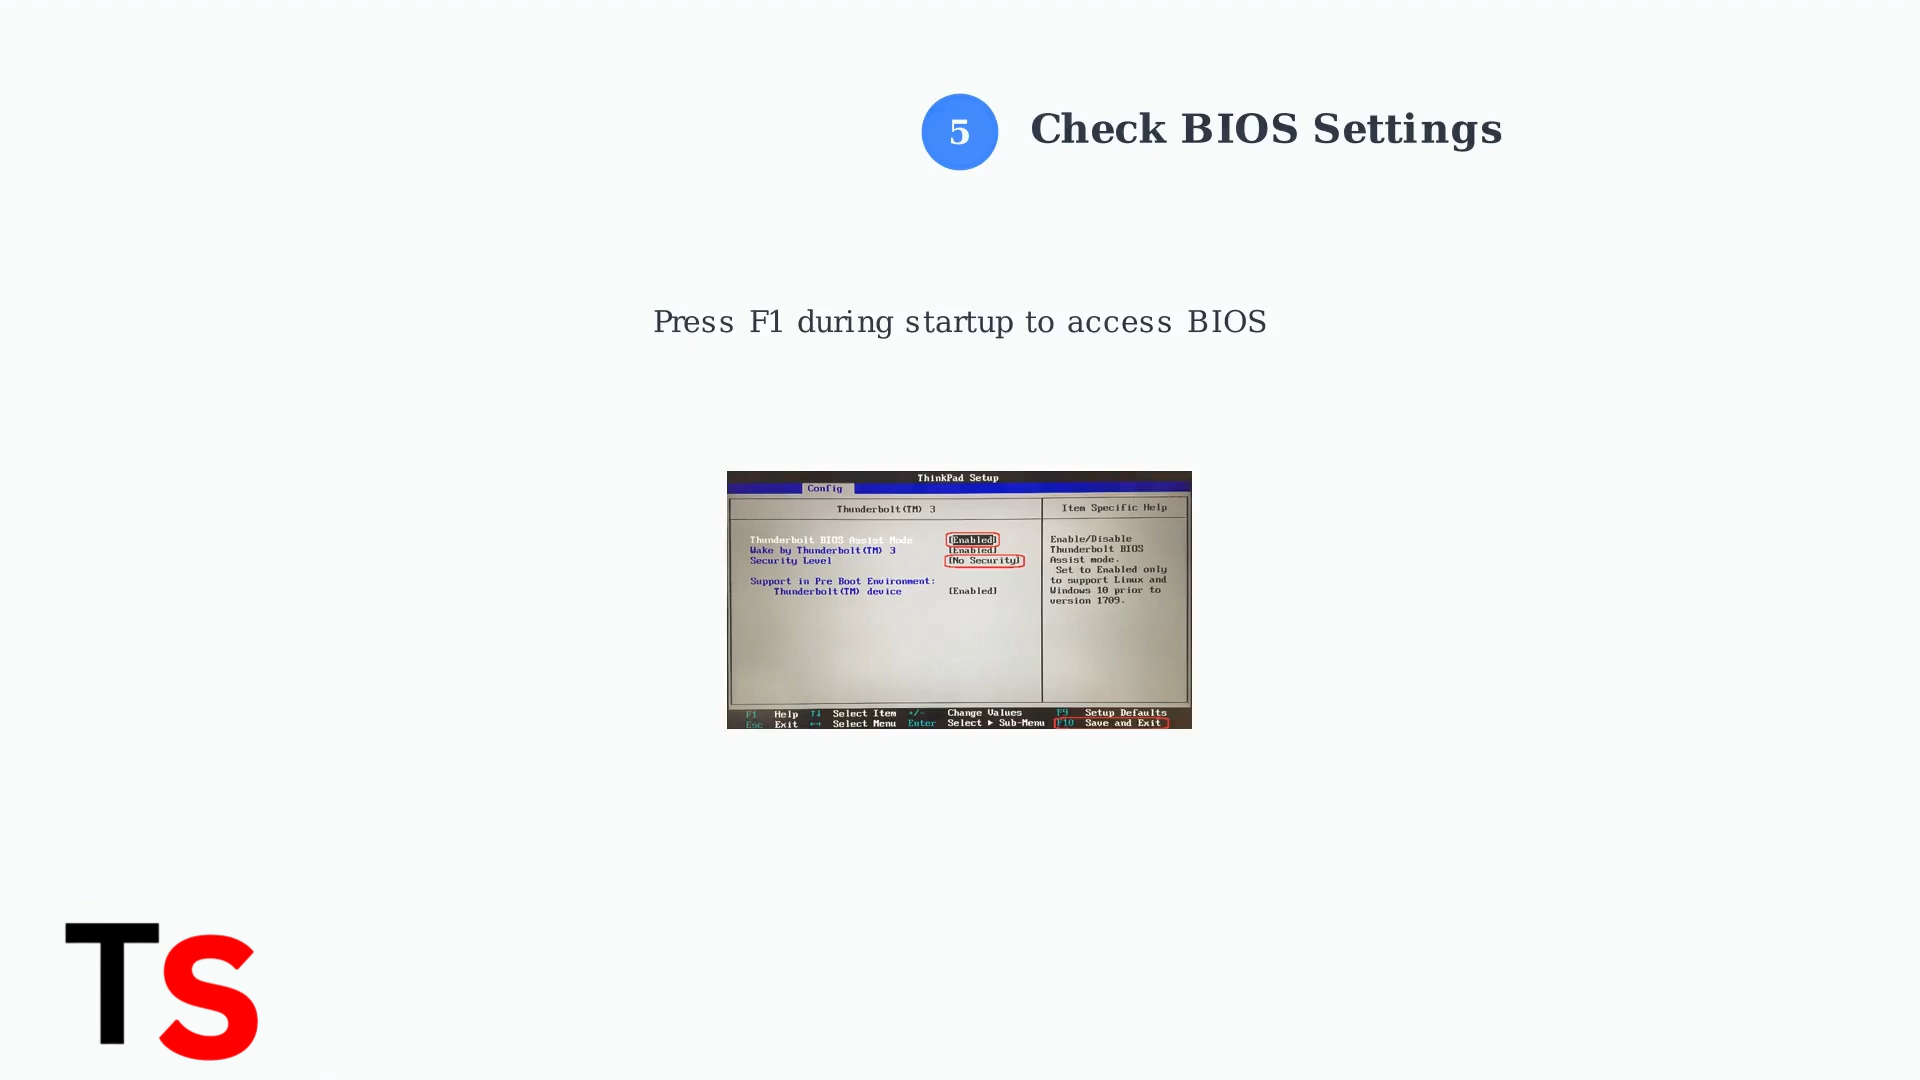 5 Check BIOS Settings
Press F1 during startup to access BIOS
ThinkPad Setup
Config
Thunderbolt(TM) 3
Item Specific Help
Thunderbolt BIOS Assist Mode [Enabled]
Wake by Thunderbolt(TM) 3 [Enabled]
Security Level [No Security]
Support in Pre Boot Environment:
Thunderbolt(TM) device [Enabled]
Enable/Disable
Thunderbolt BIOS
Assist mode.
Set to Enabled only
to support Linux and
Windows 10 prior to
version 1709.
F1 Help ↑↓ Select Item +/- Change Values F9 Setup Defaults
Esc Exit ↔ Select Menu Enter Select ▶ Sub-Menu F10 Save and Exit
TS